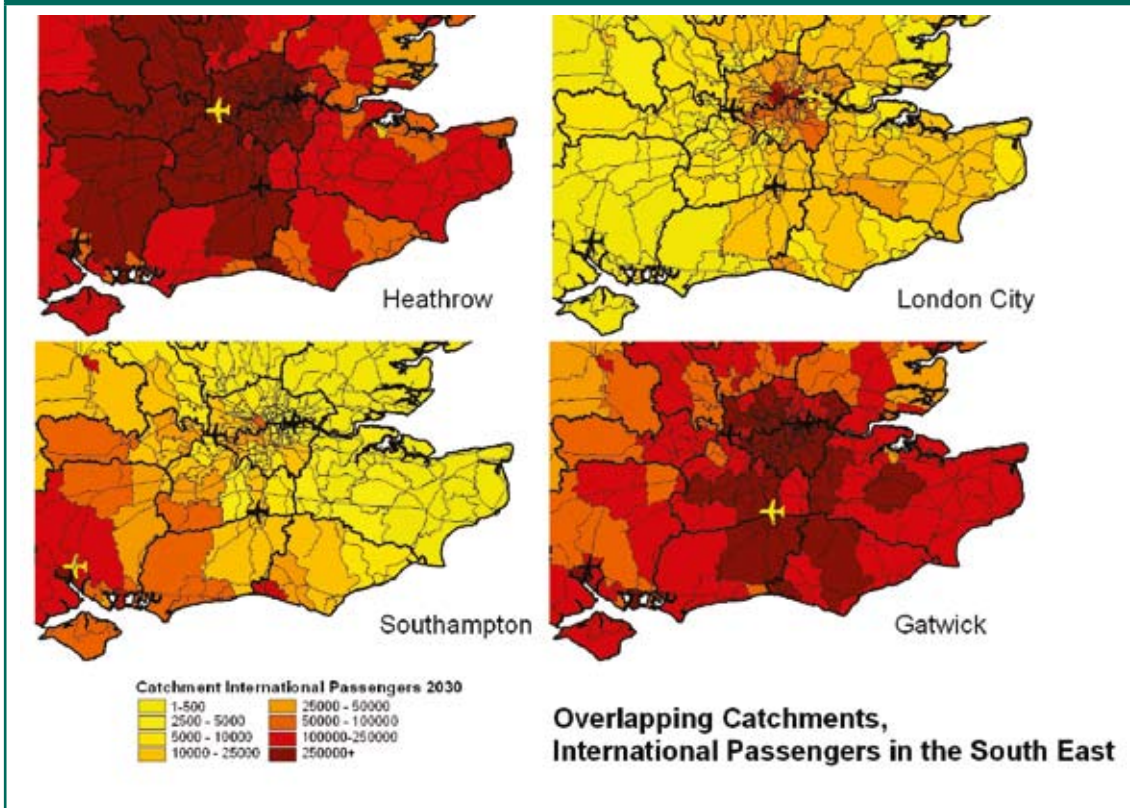 Heathrow
London City
Southampton
Gatwick
Catchment International Passengers 2030
1-500
2500 - 5000
5000 - 10000
10000 - 25000
25000 - 50000
50000 - 100000
100000-250000
250000+
Overlapping Catchments,
International Passengers in the South East